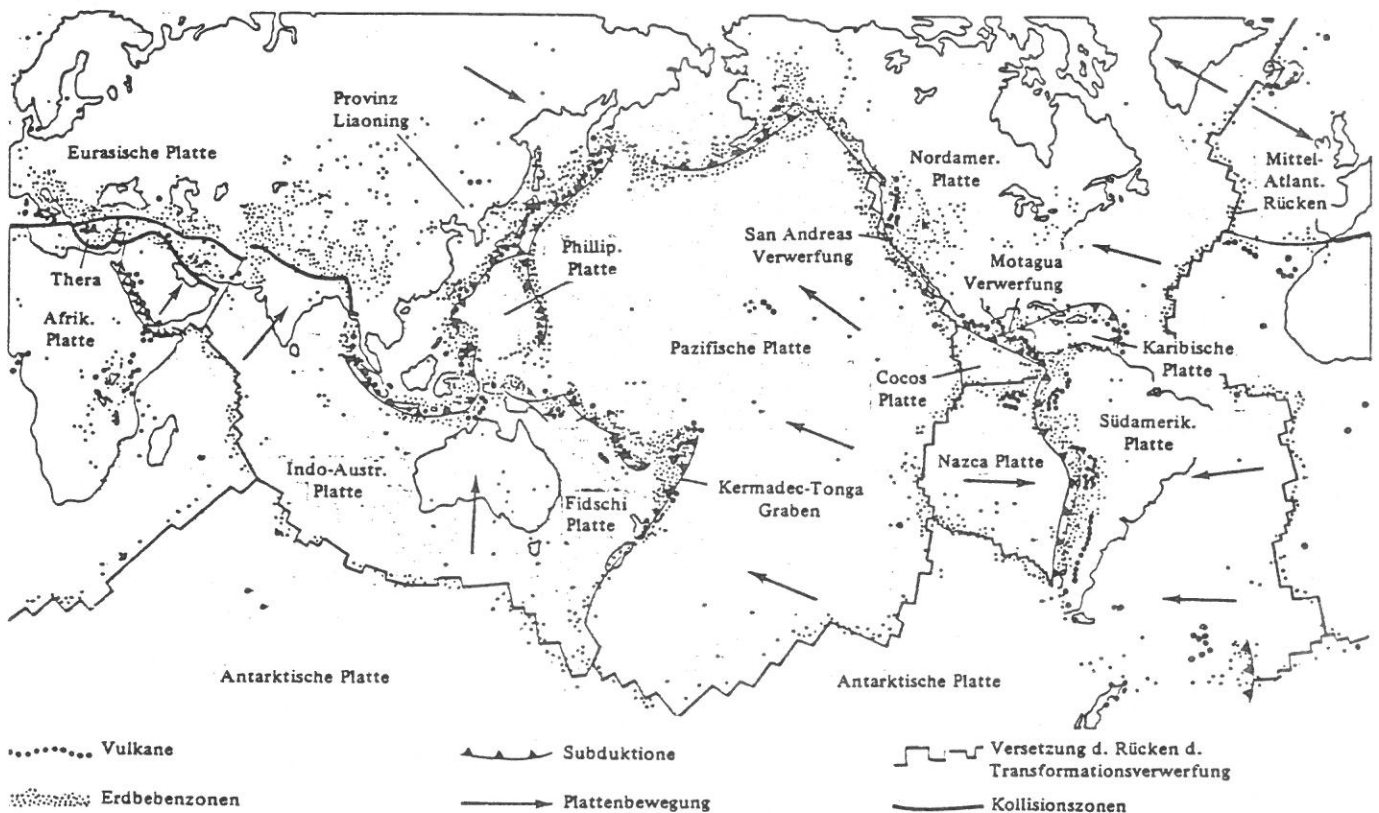 Provinz
Liaoning
Eurasische Platte
Nordamer.
Platte
Mittel-
Atlant.
Rücken
Thera
Phillip.
Platte
San Andreas
Verwerfung
Motagua
Verwerfung
Afrik.
Platte
Pazifische Platte
Karibische
Platte
Cocos
Platte
Südamerik.
Platte
Indo-Austr.
Platte
Fidschi
Platte
Kermadec-Tonga
Graben
Nazca Platte
Antarktische Platte
Antarktische Platte
Vulkane
Subduktione
Versetzung d. Rücken d.
Transformationsverwerfung
Erdbebenzonen
Plattenbewegung
Kollisionszonen